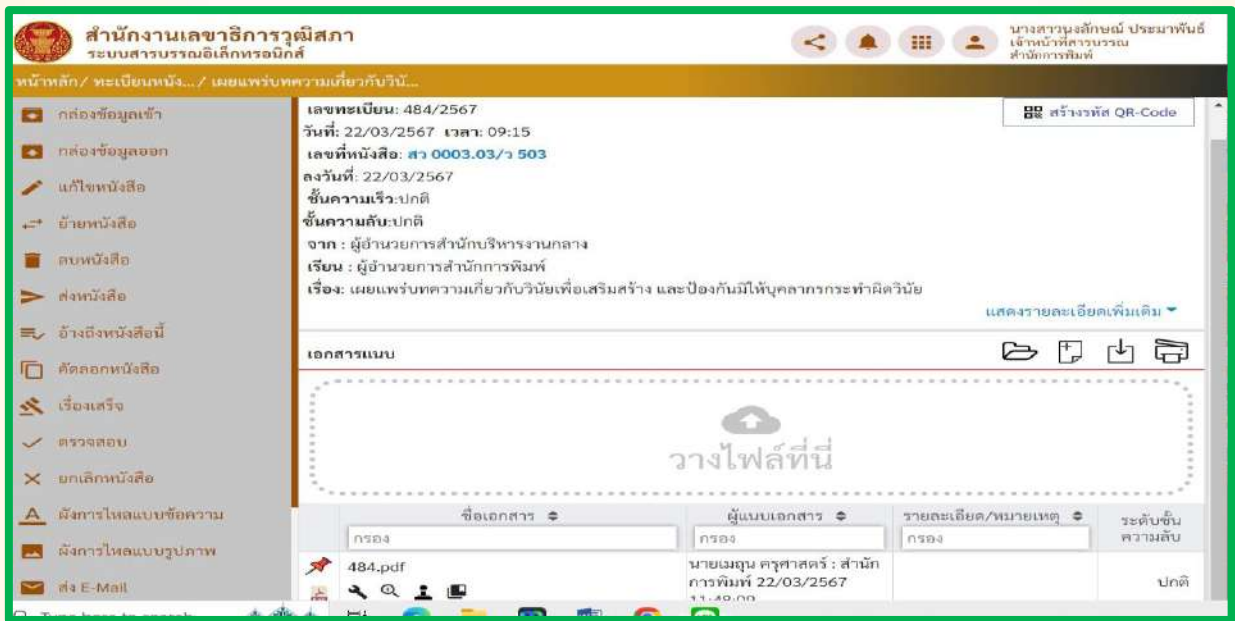 สำนักงานเลขาธิการวุฒิสภา
ระบบสารบรรณอิเล็กทรอนิกส์
นางสาวนงลักษณ์ ประมาพันธ์
เจ้าหน้าที่สารบรรณ
สำนักการพิมพ์
หน้าหลัก/ ทะเบียนหนัง.../ เผยแพร่บทความเกี่ยวกับวินั...
กล่องข้อมูลเข้า
กล่องข้อมูลออก
แก้ไขหนังสือ
ย้ายหนังสือ
ลบหนังสือ
ส่งหนังสือ
อ้างถึงหนังสือนี้
คัดลอกหนังสือ
เรื่องเสร็จ
ตรวจสอบ
ยกเลิกหนังสือ
ผังการไหลแบบข้อความ
ผังการไหลแบบรูปภาพ
ส่ง E-Mail
เลขทะเบียน: 484/2567
สร้างรหัส QR-Code
วันที่: 22/03/2567 เวลา: 09:15
เลขที่หนังสือ: สว 0003.03/ว 503
ลงวันที่: 22/03/2567
ชั้นความเร็ว:ปกติ
ชั้นความลับ:ปกติ
จาก : ผู้อำนวยการสำนักบริหารงานกลาง
เรียน : ผู้อำนวยการสำนักการพิมพ์
เรื่อง: เผยแพร่บทความเกี่ยวกับวินัยเพื่อเสริมสร้าง และป้องกันมิให้บุคลากรกระทำผิดวินัย
แสดงรายละเอียดเพิ่มเติม
เอกสารแนบ
วางไฟล์ที่นี่
ชื่อเอกสาร
ผู้แนบเอกสาร
รายละเอียด/หมายเหตุ
ระดับชั้น
ความลับ
กรอง
กรอง
กรอง
484.pdf
นายเมฤน ครุศาสตร์ : สำนัก
การพิมพ์ 22/03/2567
11:48:09
ปกติ
Type here to search